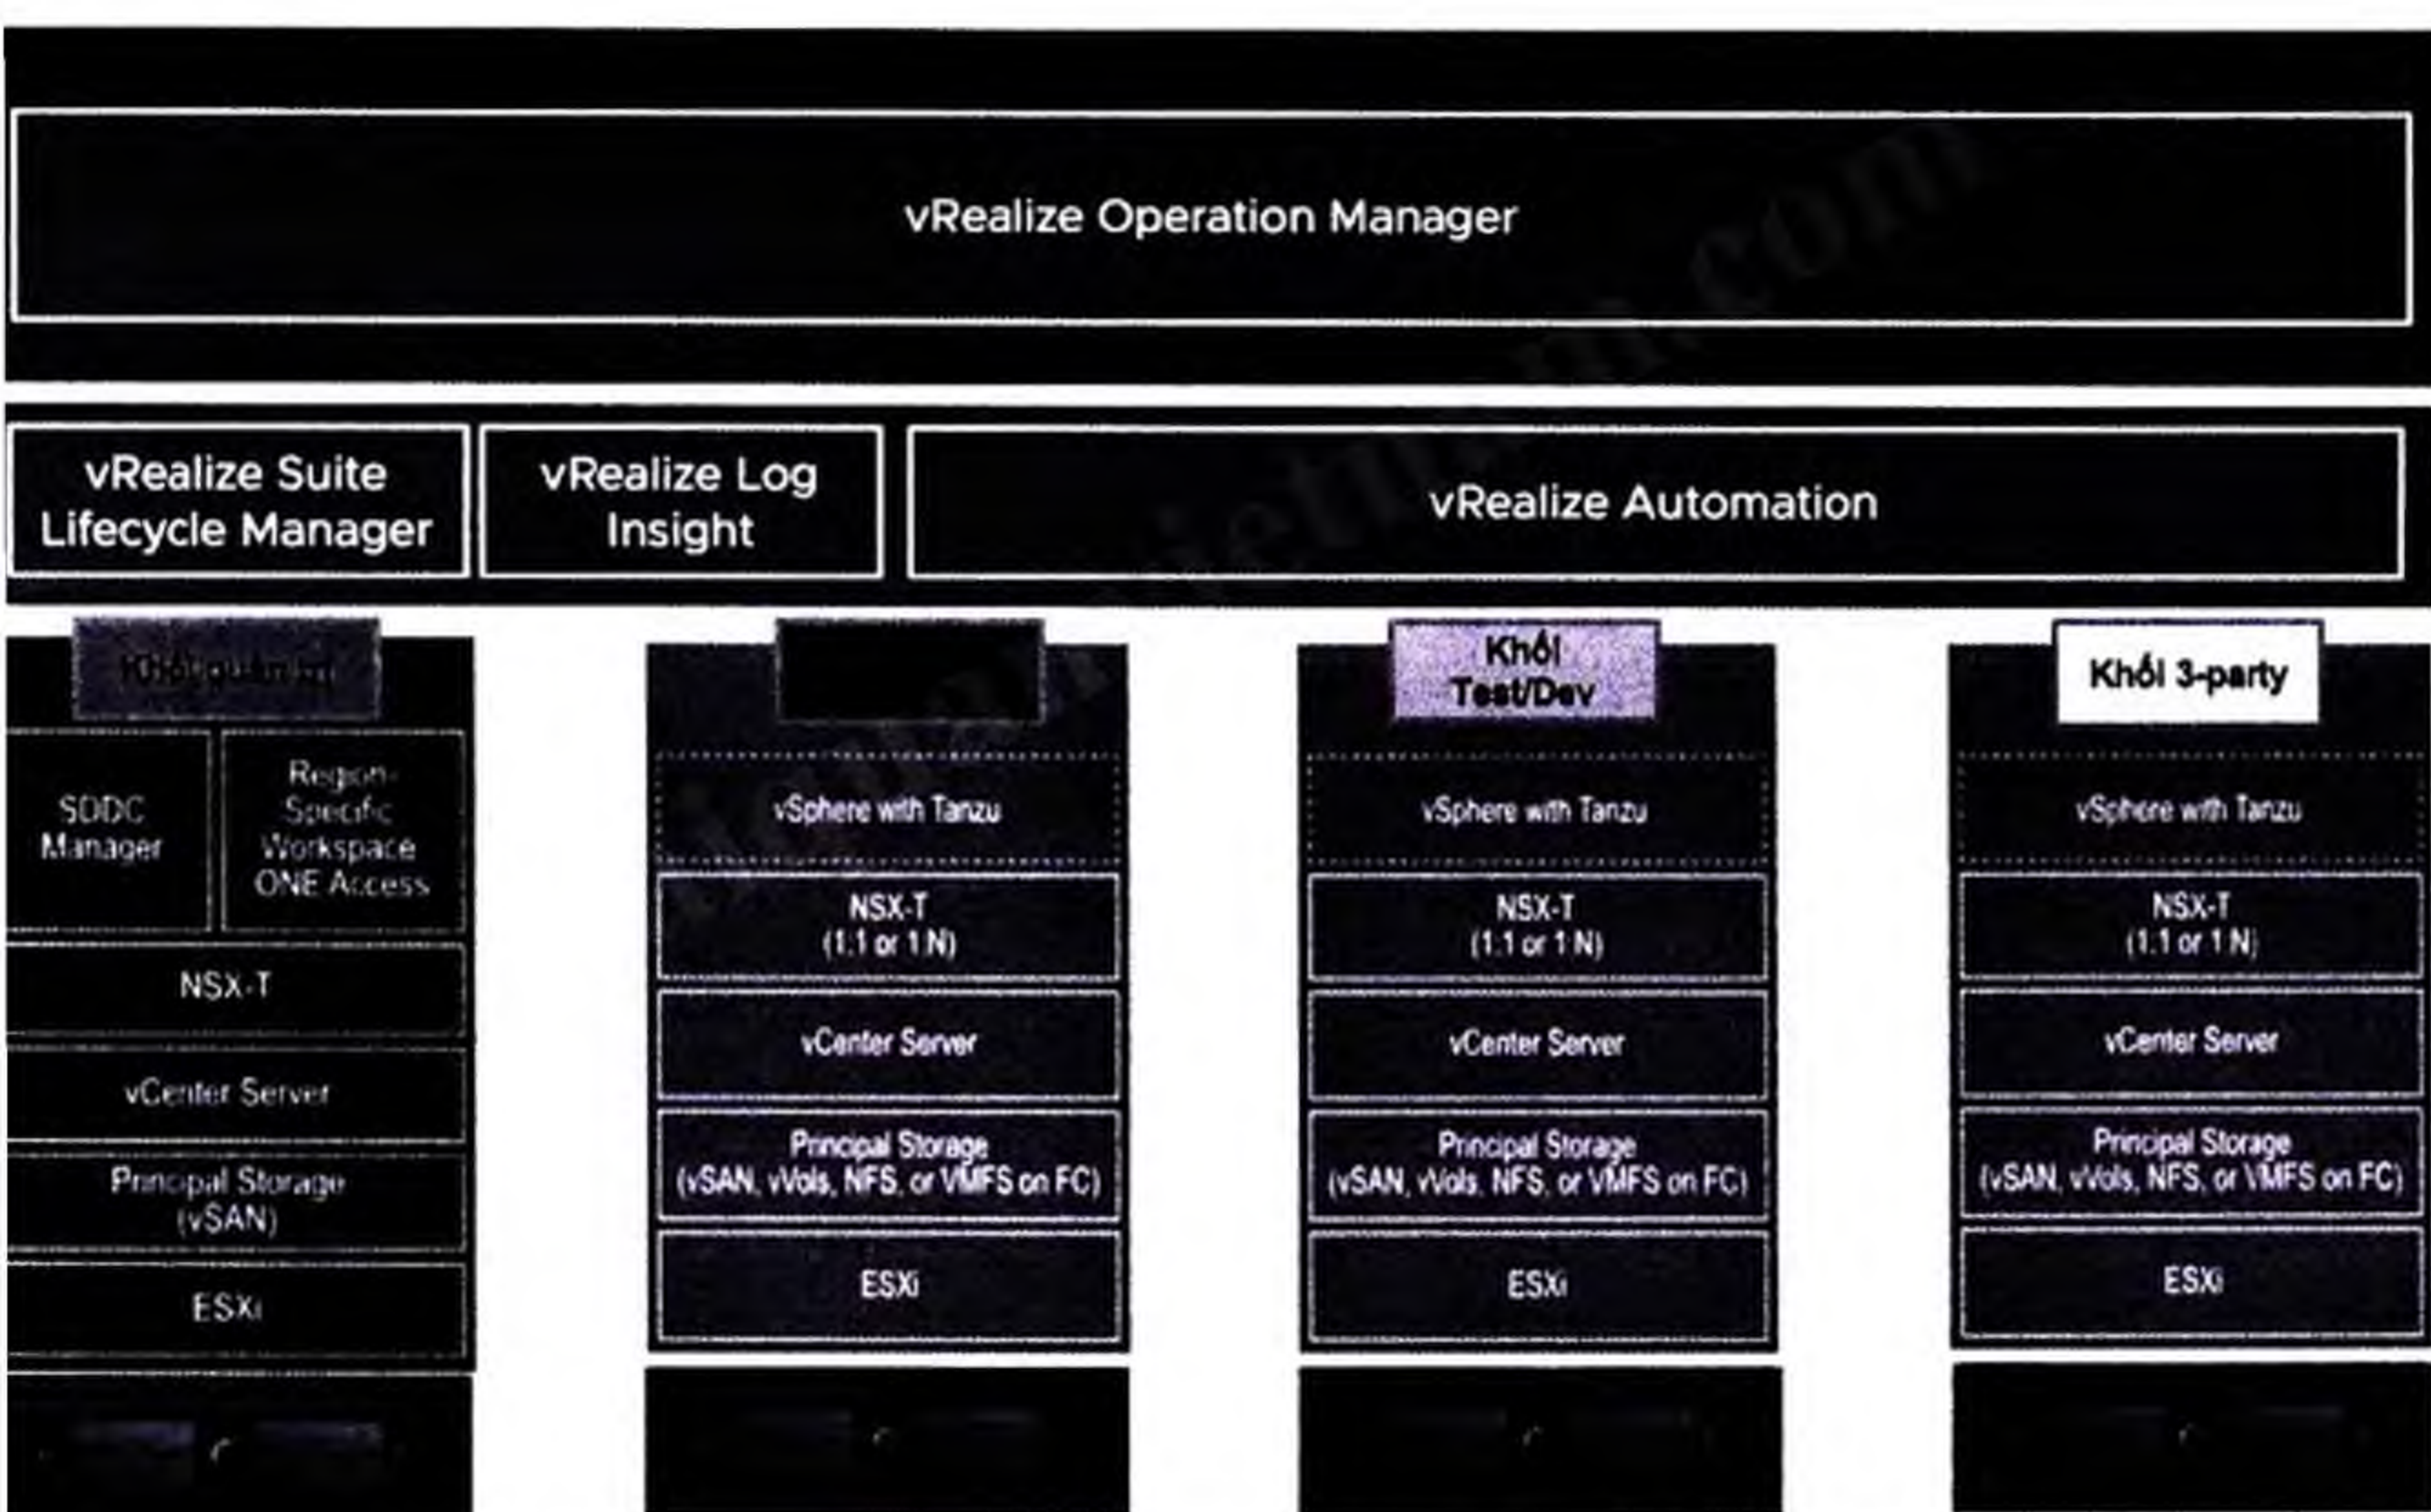 vRealize Operation Manager
vRealize Suite
Lifecycle Manager
vRealize Log
Insight
vRealize Automation
Khối quản trị
SDDC
Manager
Region-
Specific
Workspace
ONE Access
NSX-T
vCenter Server
Principal Storage
(vSAN)
ESXi
vSphere with Tanzu
NSX-T
(1:1 or 1:N)
vCenter Server
Principal Storage
(vSAN, vVols, NFS, or VMFS on FC)
ESXi
Khối
Test/Dev
vSphere with Tanzu
NSX-T
(1:1 or 1:N)
vCenter Server
Principal Storage
(vSAN, vVols, NFS, or VMFS on FC)
ESXi
Khối 3-party
vSphere with Tanzu
NSX-T
(1:1 or 1:N)
vCenter Server
Principal Storage
(vSAN, vVols, NFS, or VMFS on FC)
ESXi